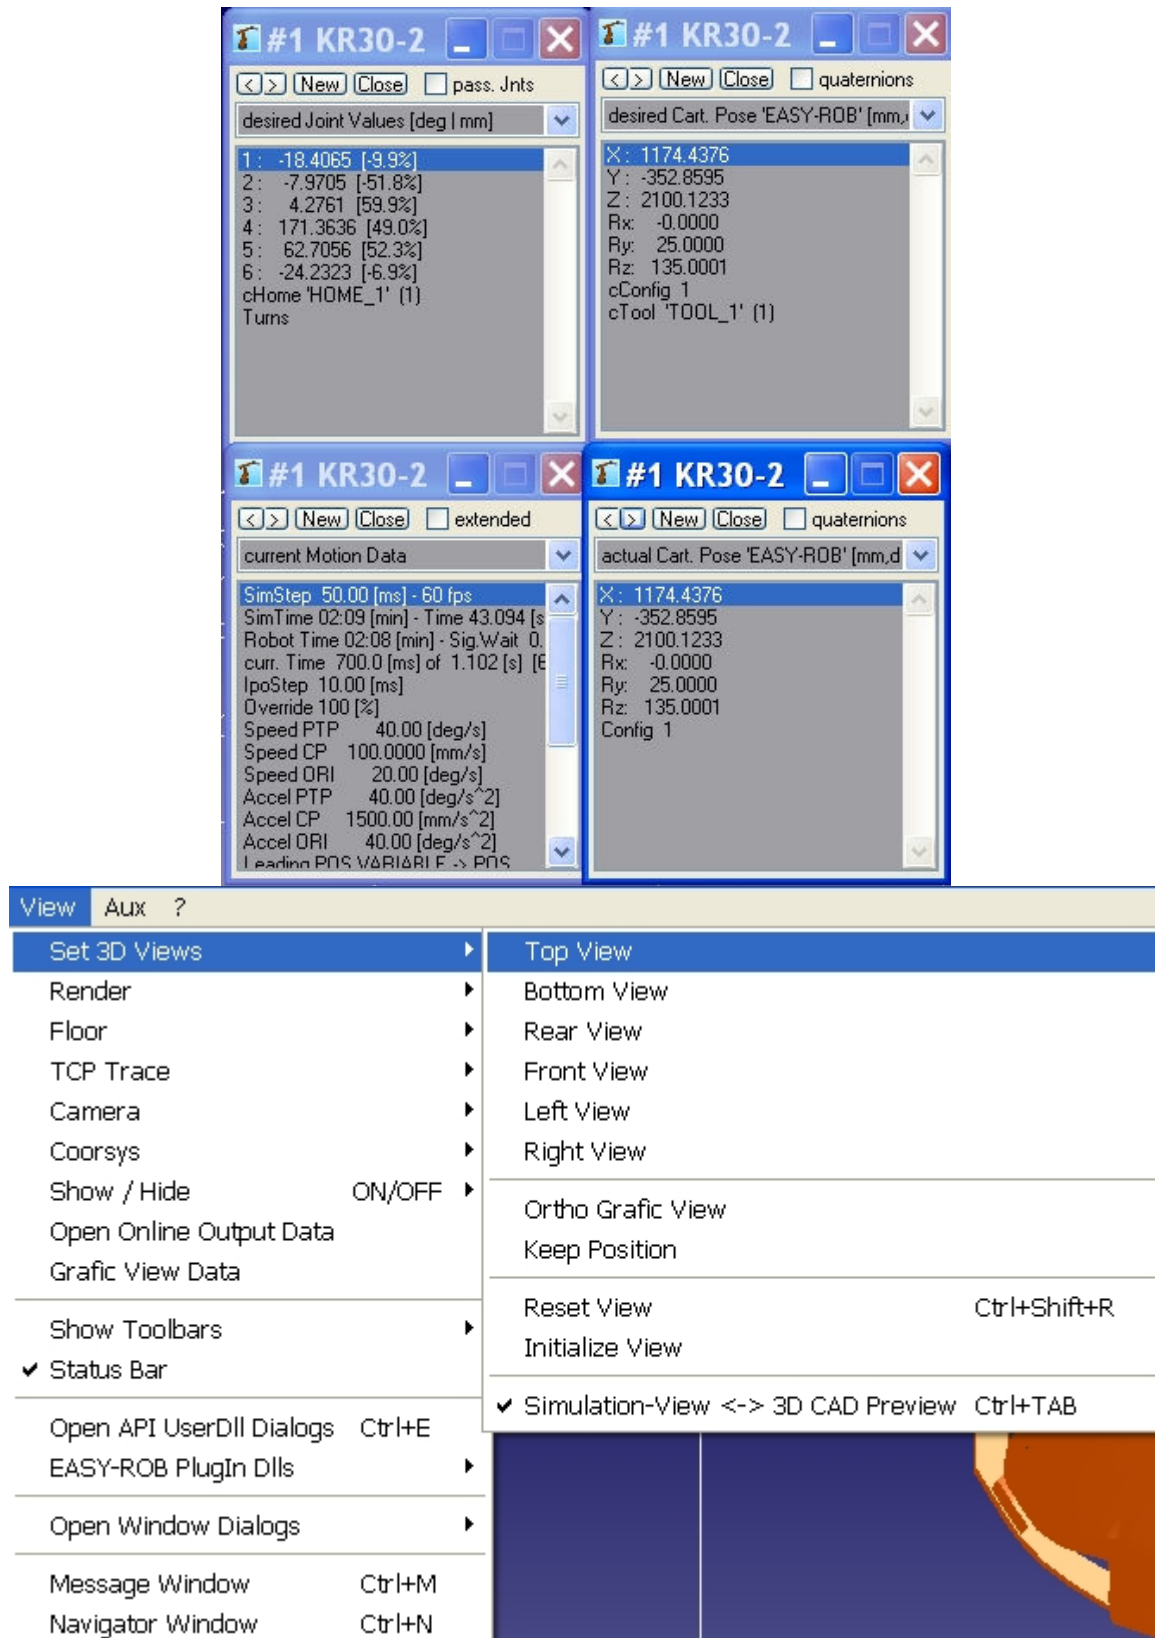 #1 KR30-2
< > New Close pass. Jnts
desired Joint Values [deg | mm]
1 : -18.4065 [-9.9%]
2 : -7.9705 [-51.8%]
3 : 4.2761 [59.9%]
4 : 171.3636 [49.0%]
5 : 62.7056 [52.3%]
6 : -24.2323 [-6.9%]
cHome 'HOME_1' (1)
Turns
#1 KR30-2
< > New Close quaternions
desired Cart. Pose 'EASY-ROB' [mm,
X : 1174.4376
Y : -352.8595
Z : 2100.1233
Rx: -0.0000
Ry: 25.0000
Rz: 135.0001
cConfig 1
cTool 'TOOL_1' (1)
#1 KR30-2
< > New Close extended
current Motion Data
SimStep 50.00 [ms] - 60 fps
SimTime 02:09 [min] - Time 43.094 [s
Robot Time 02:08 [min] - Sig.Wait 0.
curr. Time 700.0 [ms] of 1.102 [s] [E
IpoStep 10.00 [ms]
Override 100 [%]
Speed PTP 40.00 [deg/s]
Speed CP 100.0000 [mm/s]
Speed ORI 20.00 [deg/s]
Accel PTP 40.00 [deg/s^2]
Accel CP 1500.00 [mm/s^2]
Accel ORI 40.00 [deg/s^2]
Leading POS VARIABLE -> POS
#1 KR30-2
< > New Close quaternions
actual Cart. Pose 'EASY-ROB' [mm,d
X : 1174.4376
Y : -352.8595
Z : 2100.1233
Rx: -0.0000
Ry: 25.0000
Rz: 135.0001
Config 1
View Aux ?
Set 3D Views
Render
Floor
TCP Trace
Camera
Coorsys
Show / Hide ON/OFF
Open Online Output Data
Grafic View Data
Show Toolbars
Status Bar
Open API UserDll Dialogs Ctrl+E
EASY-ROB PlugIn Dlls
Open Window Dialogs
Message Window Ctrl+M
Navigator Window Ctrl+N
Top View
Bottom View
Rear View
Front View
Left View
Right View
Ortho Grafic View
Keep Position
Reset View Ctrl+Shift+R
Initialize View
Simulation-View <-> 3D CAD Preview Ctrl+TAB